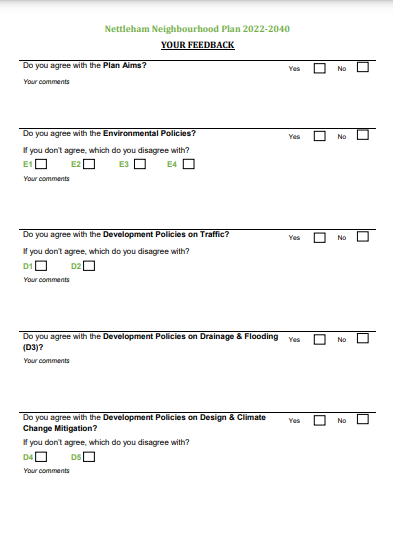 Nettleham Neighbourhood Plan 2022-2040
YOUR FEEDBACK
Do you agree with the Plan Aims? Yes No
Your comments
Do you agree with the Environmental Policies? Yes No
If you don't agree, which do you disagree with?
E1 E2 E3 E4
Your comments
Do you agree with the Development Policies on Traffic? Yes No
If you don't agree, which do you disagree with?
D1 D2
Your comments
Do you agree with the Development Policies on Drainage & Flooding Yes No
(D3)?
Your comments
Do you agree with the Development Policies on Design & Climate Yes No
Change Mitigation?
If you don't agree, which do you disagree with?
D4 D5
Your comments